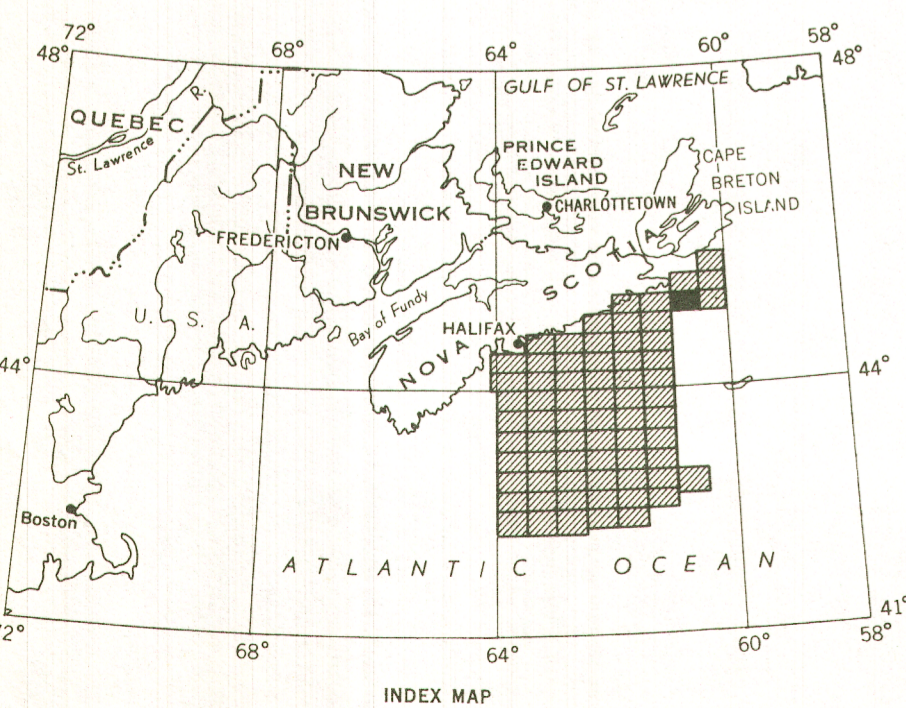 72° 68° 64° 60° 58°
48° 48°
GULF OF ST. LAWRENCE
R.
QUEBEC
St. Lawrence
PRINCE
EDWARD
ISLAND
CAPE
BRETON
ISLAND
NEW
BRUNSWICK
CHARLOTTETOWN
FREDERICTON
NOVA SCOTIA
U. S. A.
Bay of Fundy
HALIFAX
44° 44°
Boston
ATLANTIC OCEAN
41°
72° 68° 64° 60° 58°
INDEX MAP